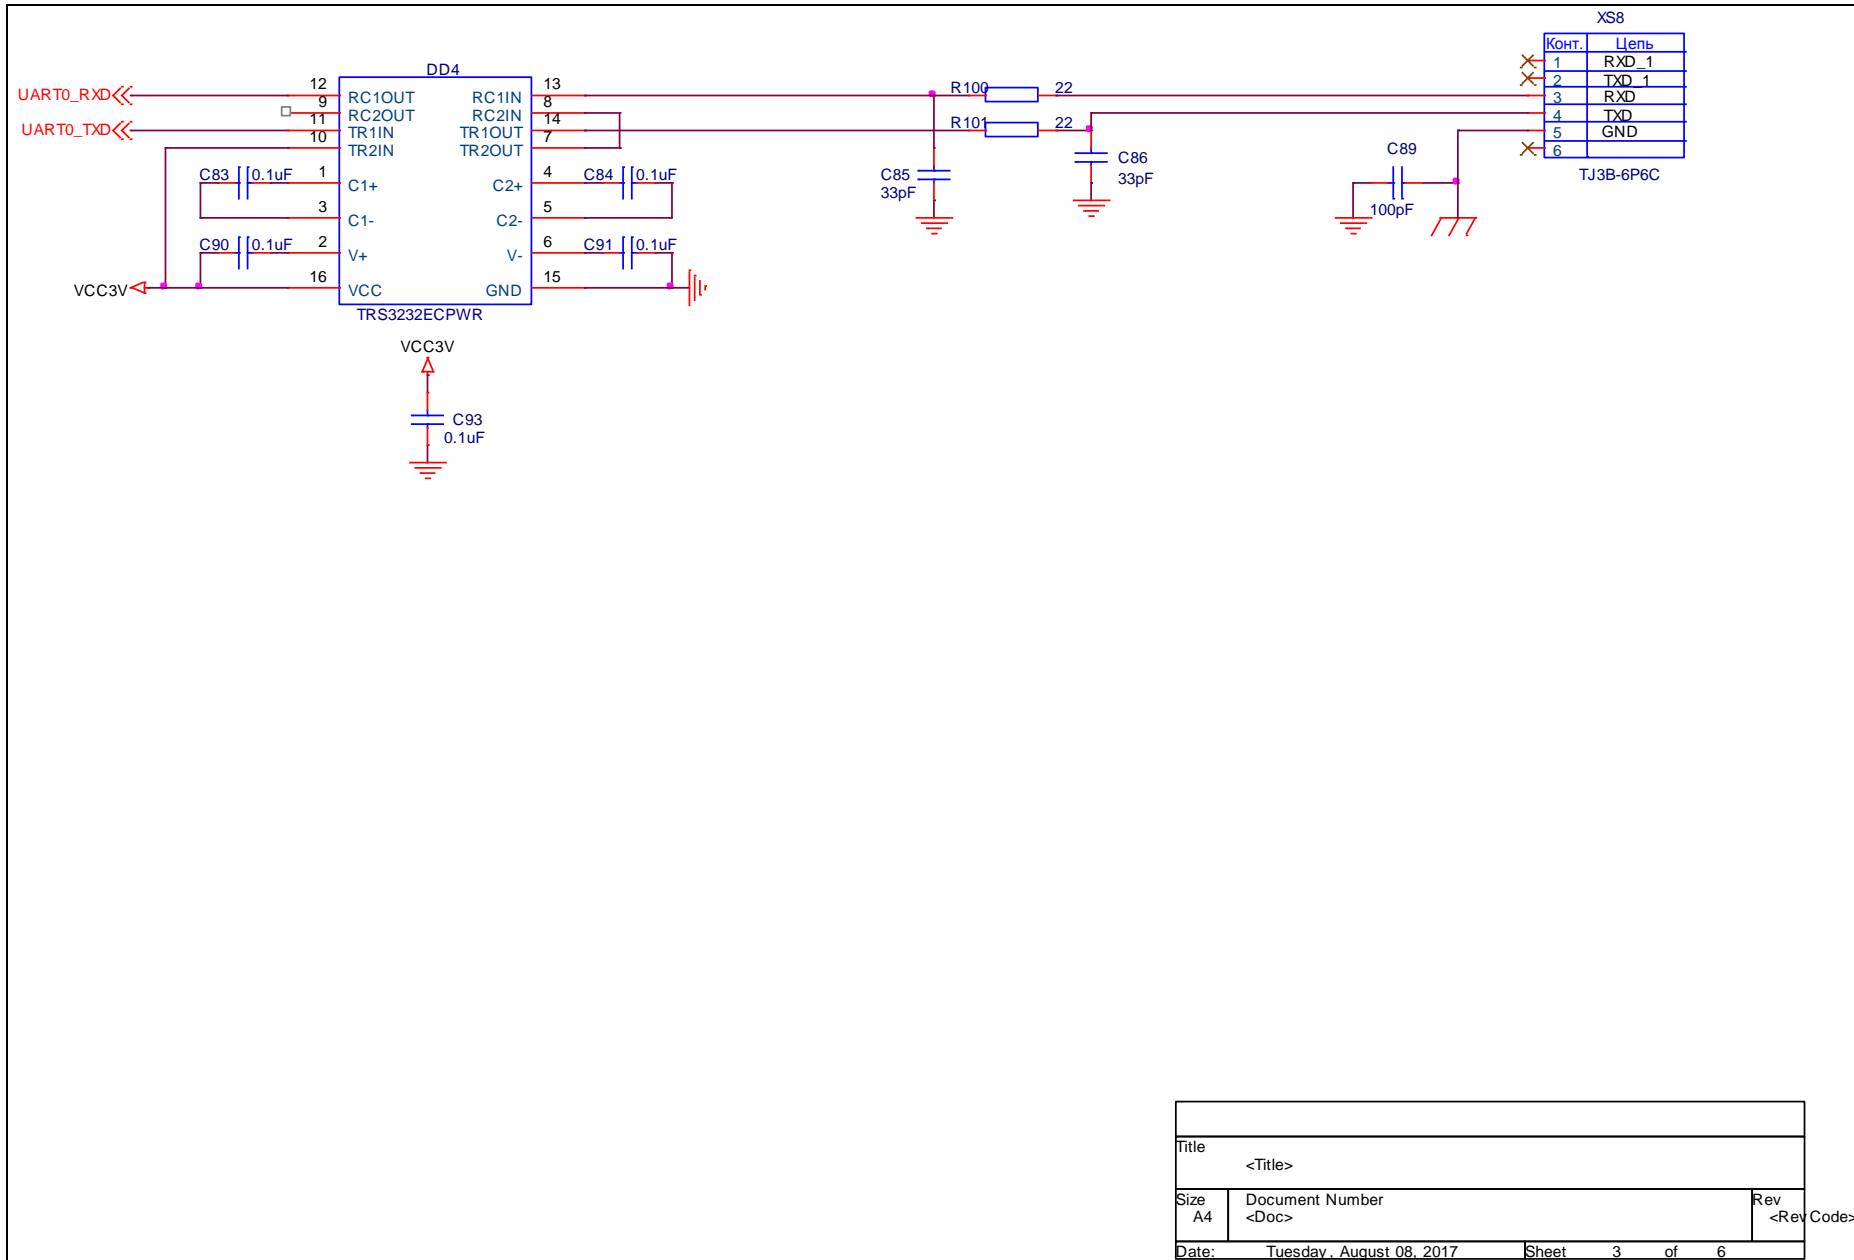 XS8
Конт. Цепь
1 RXD_1
2 TXD_1
3 RXD
4 TXD
5 GND
6
TJ3B-6P6C
DD4
UART0_RXD 12 RC1OUT RC1IN 13 R100 22
9 RC2OUT RC2IN 8
UART0_TXD 11 TR1IN TR1OUT 14 R101 22
10 TR2IN TR2OUT 7
C83 0.1uF 1 C1+ C2+ 4 C84 0.1uF
3 C1- C2- 5
C90 0.1uF 2 V+ V- 6 C91 0.1uF
VCC3V 16 VCC GND 15
TRS3232ECPWR
C85
33pF
C86
33pF
C89
100pF
VCC3V
C93
0.1uF
Title
<Title>
Size
A4
Document Number
<Doc>
Rev
<RevCode>
Date: Tuesday, August 08, 2017 Sheet 3 of 6